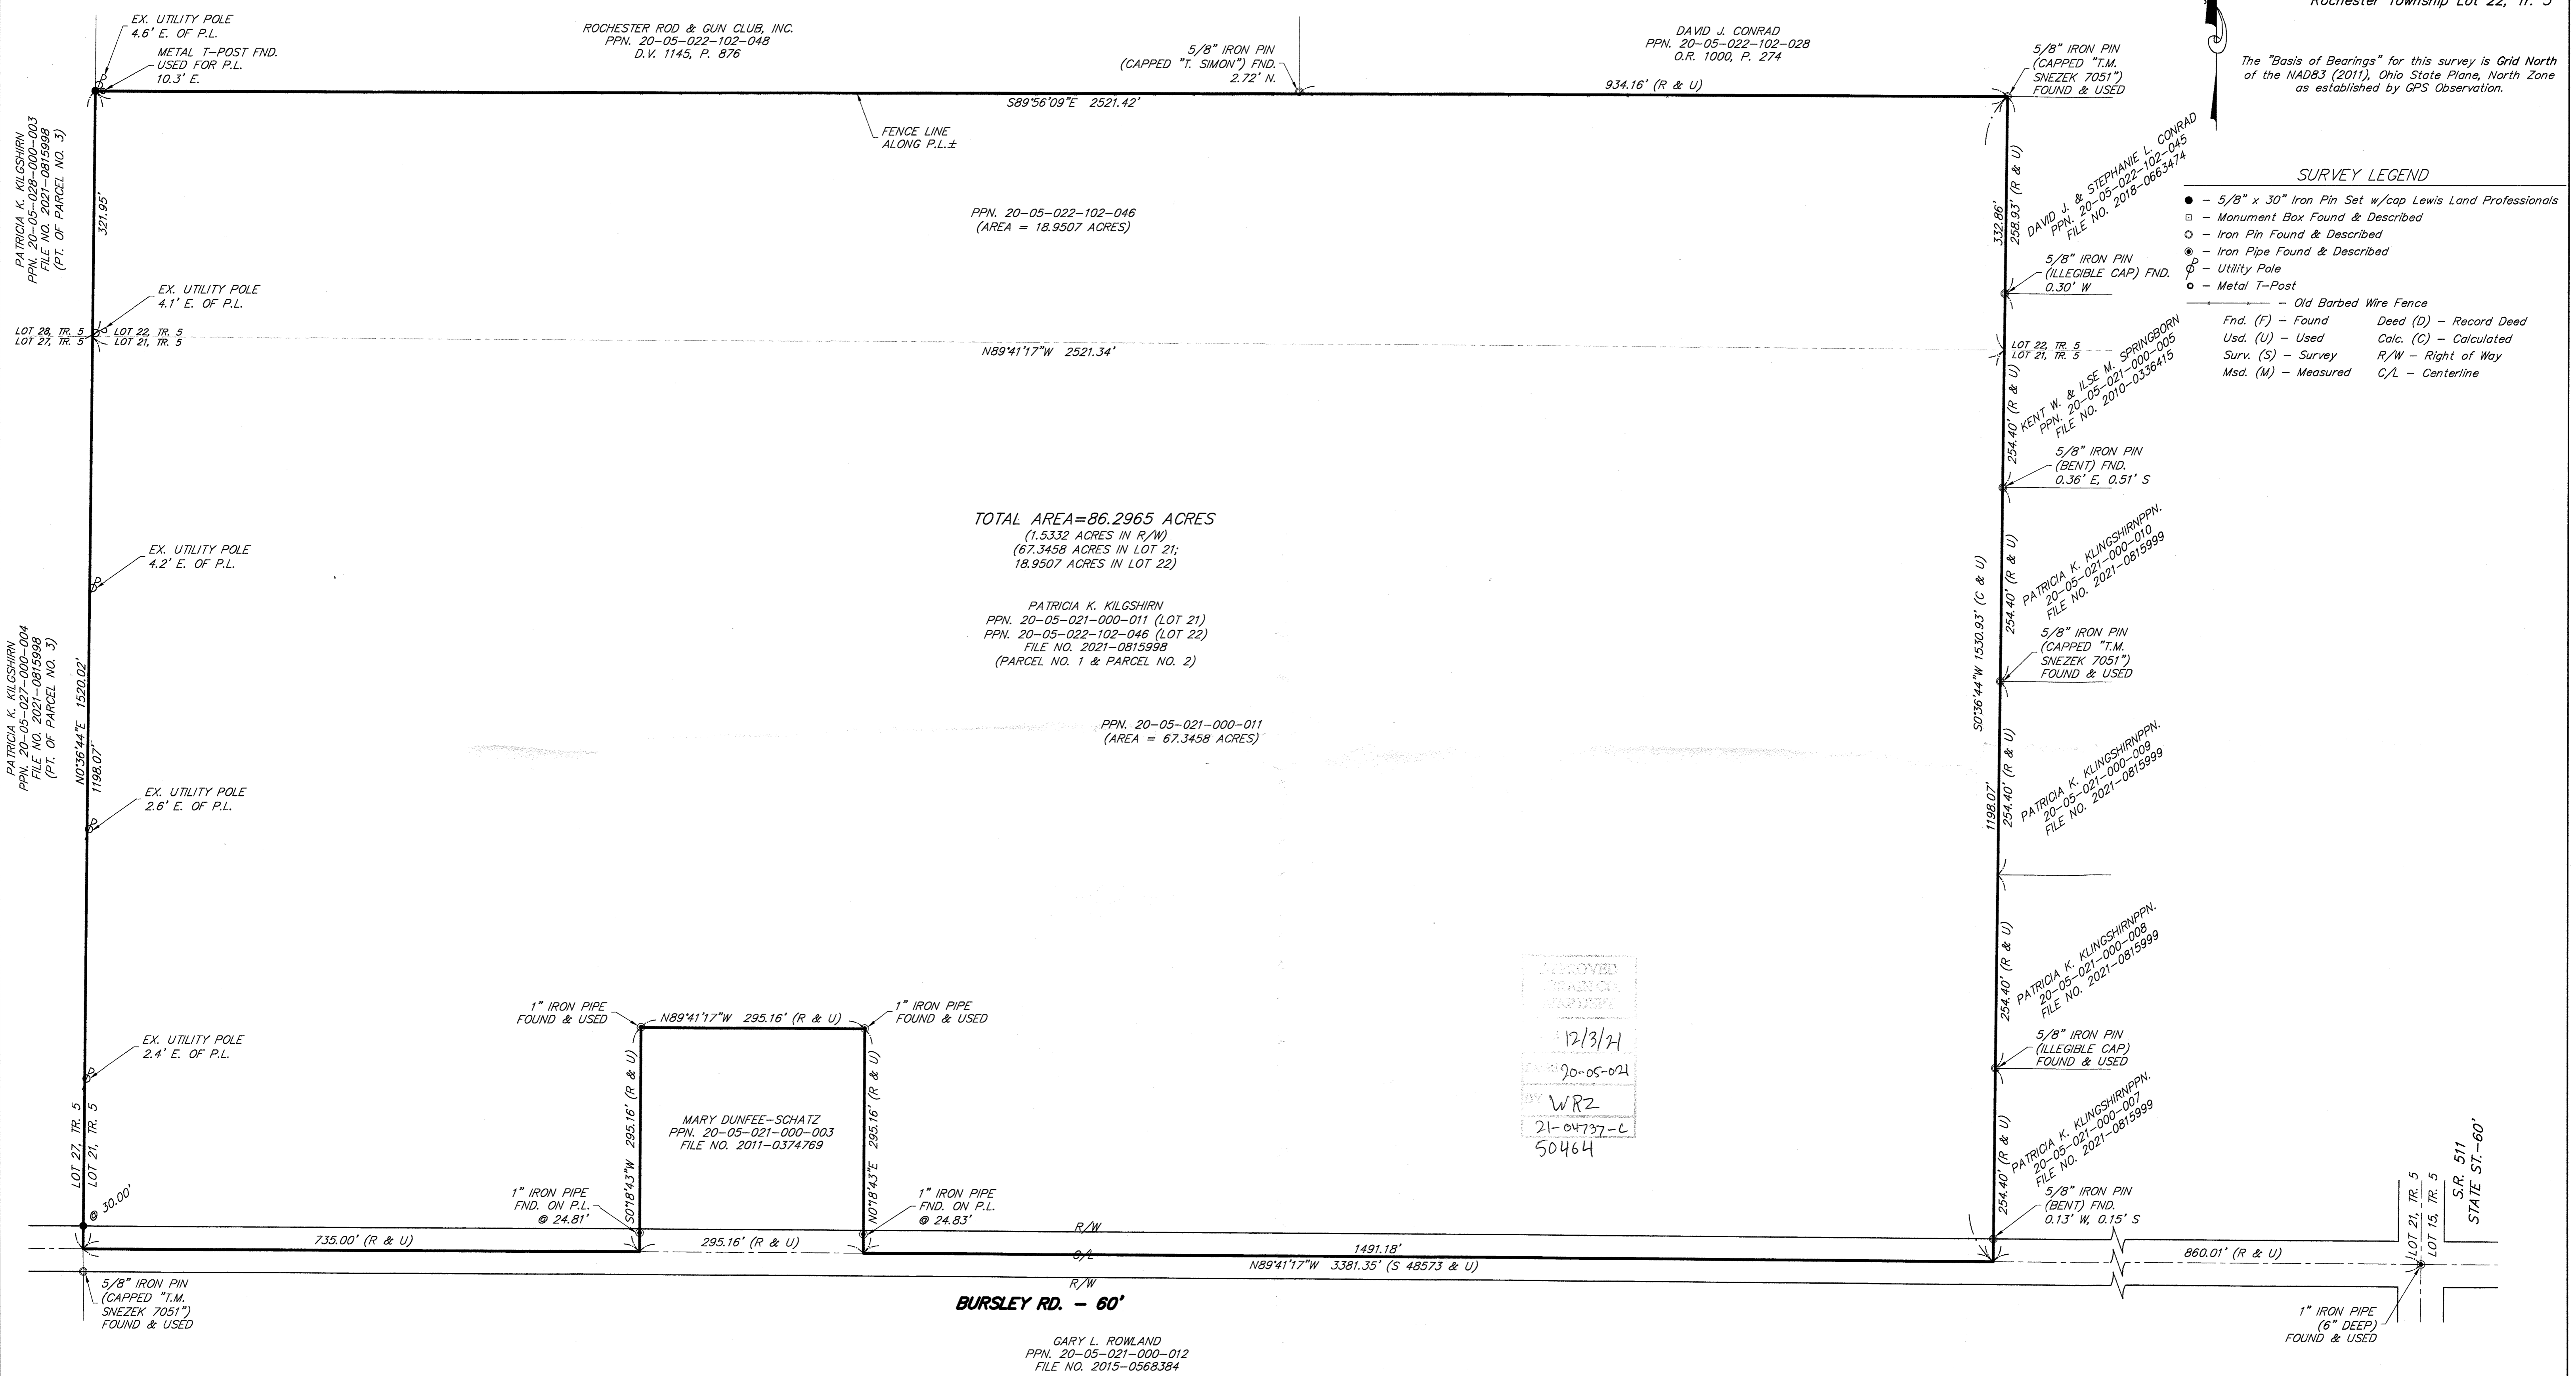 Rochester Township Lot 22, Tr. 5
The "Basis of Bearings" for this survey is Grid North
of the NAD83 (2011), Ohio State Plane, North Zone
as established by GPS Observation.
SURVEY LEGEND
– 5/8" x 30" Iron Pin Set w/cap Lewis Land Professionals
– Monument Box Found & Described
– Iron Pin Found & Described
– Iron Pipe Found & Described
– Utility Pole
– Metal T-Post
– Old Barbed Wire Fence
Fnd. (F) – Found
Deed (D) – Record Deed
Usd. (U) – Used
Calc. (C) – Calculated
Surv. (S) – Survey
R/W – Right of Way
Msd. (M) – Measured
C/L – Centerline
EX. UTILITY POLE
4.6' E. OF P.L.
METAL T-POST FND.
USED FOR P.L.
10.3' E.
ROCHESTER ROD & GUN CLUB, INC.
PPN. 20-05-022-102-048
D.V. 1145, P. 876
5/8" IRON PIN
(CAPPED "T. SIMON") FND.
2.72' N.
DAVID J. CONRAD
PPN. 20-05-022-102-028
O.R. 1000, P. 274
5/8" IRON PIN
(CAPPED "T.M.
SNEZEK 7051")
FOUND & USED
S89°56'09"E 2521.42'
934.16' (R & U)
FENCE LINE
ALONG P.L.±
PATRICIA K. KILGSHIRN
PPN. 20-05-028-000-003
FILE NO. 2021-0815998
(PT. OF PARCEL NO. 3)
321.95'
PPN. 20-05-022-102-046
(AREA = 18.9507 ACRES)
332.86'
258.93' (R & U)
DAVID J. & STEPHANIE L. CONRAD
PPN. 20-05-022-102-045
FILE NO. 2018-0663474
5/8" IRON PIN
(ILLEGIBLE CAP) FND.
0.30' W
EX. UTILITY POLE
4.1' E. OF P.L.
LOT 28, TR. 5
LOT 22, TR. 5
LOT 27, TR. 5
LOT 21, TR. 5
N89°41'17"W 2521.34'
LOT 22, TR. 5
LOT 21, TR. 5
254.40' (R & U)
KENT W. & ILSE M. SPRINGBORN
PPN. 20-05-021-000-005
FILE NO. 2010-0336415
5/8" IRON PIN
(BENT) FND.
0.36' E, 0.51' S
TOTAL AREA=86.2965 ACRES
(1.5332 ACRES IN R/W)
(67.3458 ACRES IN LOT 21;
18.9507 ACRES IN LOT 22)
EX. UTILITY POLE
4.2' E. OF P.L.
PATRICIA K. KILGSHIRN
PPN. 20-05-021-000-011 (LOT 21)
PPN. 20-05-022-102-046 (LOT 22)
FILE NO. 2021-0815998
(PARCEL NO. 1 & PARCEL NO. 2)
S0°36'44"W 1530.93' (C & U)
254.40' (R & U)
PATRICIA K. KLINGSHIRNPPN.
20-05-021-000-010
FILE NO. 2021-0815999
5/8" IRON PIN
(CAPPED "T.M.
SNEZEK 7051")
FOUND & USED
PATRICIA K. KILGSHIRN
PPN. 20-05-027-000-004
FILE NO. 2021-0815998
(PT. OF PARCEL NO. 3)
N0°36'44"E 1520.02'
1198.07'
PPN. 20-05-021-000-011
(AREA = 67.3458 ACRES)
1198.07'
254.40' (R & U)
PATRICIA K. KLINGSHIRNPPN.
20-05-021-000-009
FILE NO. 2021-0815999
EX. UTILITY POLE
2.6' E. OF P.L.
254.40' (R & U)
PATRICIA K. KLINGSHIRNPPN.
20-05-021-000-008
FILE NO. 2021-0815999
1" IRON PIPE
FOUND & USED
N89°41'17"W 295.16' (R & U)
1" IRON PIPE
FOUND & USED
APPROVED
12/3/21
20-05-021
BY WRZ
21-04737-C
50464
5/8" IRON PIN
(ILLEGIBLE CAP)
FOUND & USED
EX. UTILITY POLE
2.4' E. OF P.L.
S0°18'43"W 295.16' (R & U)
MARY DUNFEE-SCHATZ
PPN. 20-05-021-000-003
FILE NO. 2011-0374769
N0°18'43"E 295.16' (R & U)
254.40' (R & U)
PATRICIA K. KLINGSHIRNPPN.
20-05-021-000-007
FILE NO. 2021-0815999
LOT 27, TR. 5
LOT 21, TR. 5
@ 30.00'
1" IRON PIPE
FND. ON P.L.
@ 24.81'
1" IRON PIPE
FND. ON P.L.
@ 24.83'
5/8" IRON PIN
(BENT) FND.
0.13' W, 0.15' S
LOT 21, TR. 5
LOT 15, TR. 5
S.R. 511
STATE ST.-60'
R/W
735.00' (R & U)
295.16' (R & U)
C/L
1491.18'
860.01' (R & U)
N89°41'17"W 3381.35' (S 48573 & U)
R/W
5/8" IRON PIN
(CAPPED "T.M.
SNEZEK 7051")
FOUND & USED
BURSLEY RD. – 60'
1" IRON PIPE
(6" DEEP)
FOUND & USED
GARY L. ROWLAND
PPN. 20-05-021-000-012
FILE NO. 2015-0568384